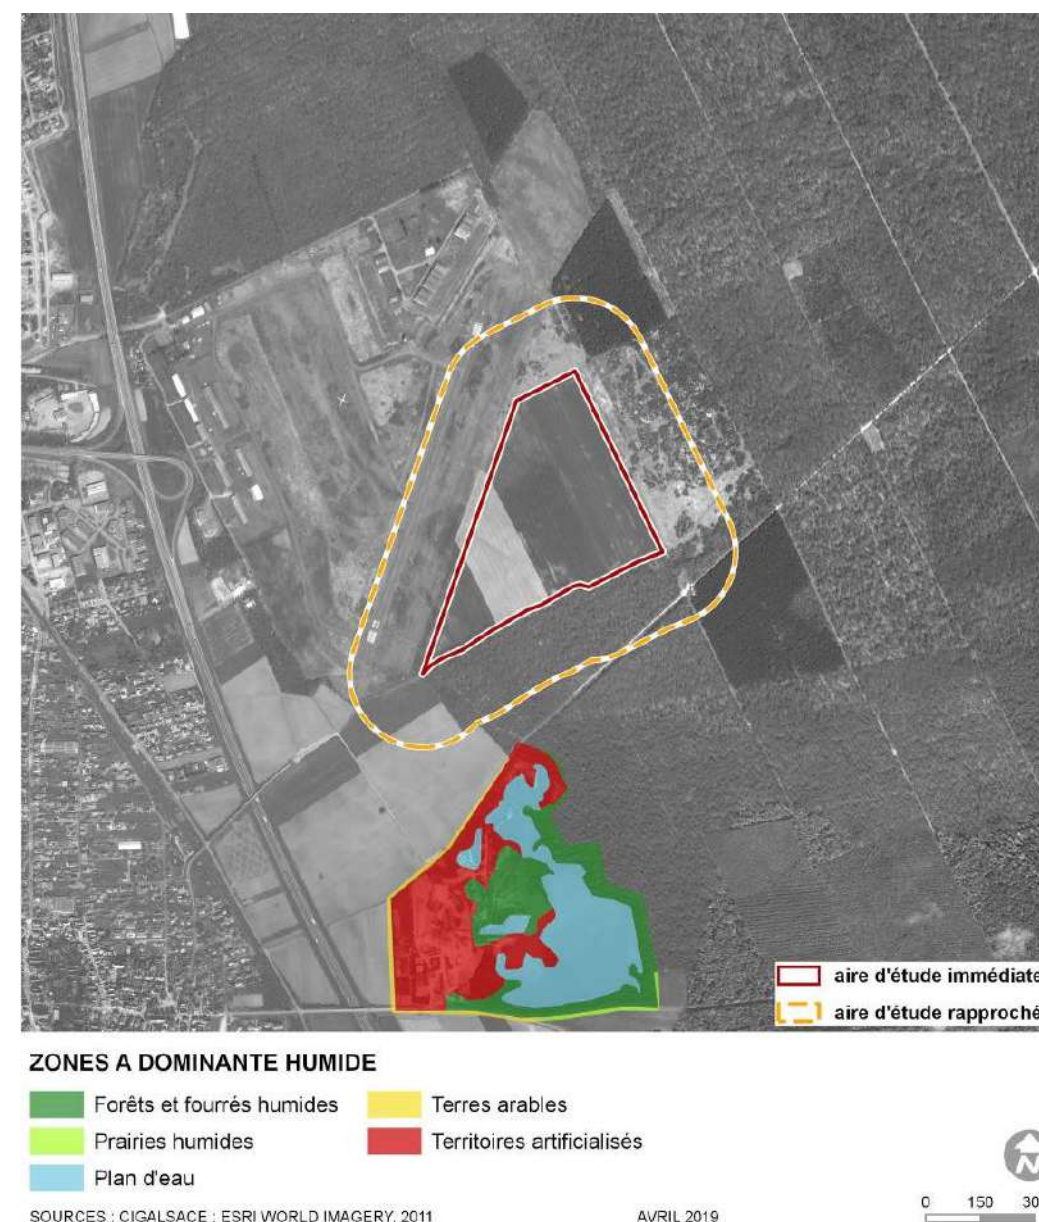 aire d'étude immédiate
aire d'étude rapproché
ZONES A DOMINANTE HUMIDE
Forêts et fourrés humides
Terres arables
Prairies humides
Territoires artificialisés
Plan d'eau
N
0 150 30
SOURCES : CIGALSACE ; ESRI WORLD IMAGERY, 2011
AVRIL 2019